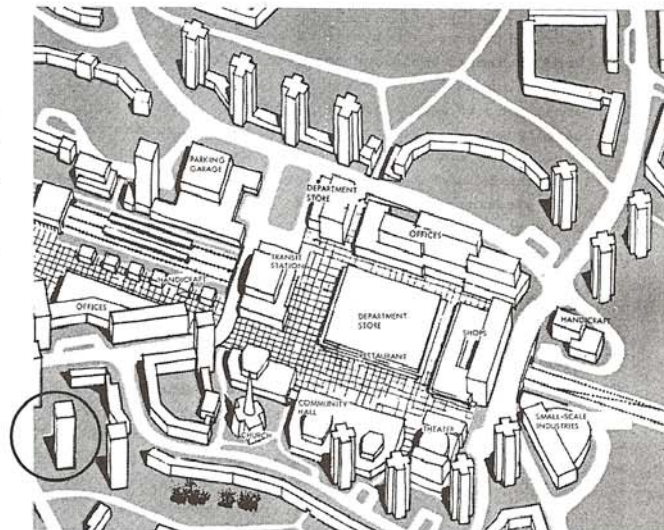 PARKING
GARAGE
DEPARTMENT
STORE
OFFICES
TRANSIT
STATION
HANDICRAFT
OFFICES
DEPARTMENT
STORE
SHOPS
HANDICRAFT
RESTAURANT
COMMUNITY
HALL
THEATER
SMALL-SCALE
INDUSTRIES
CHURCH